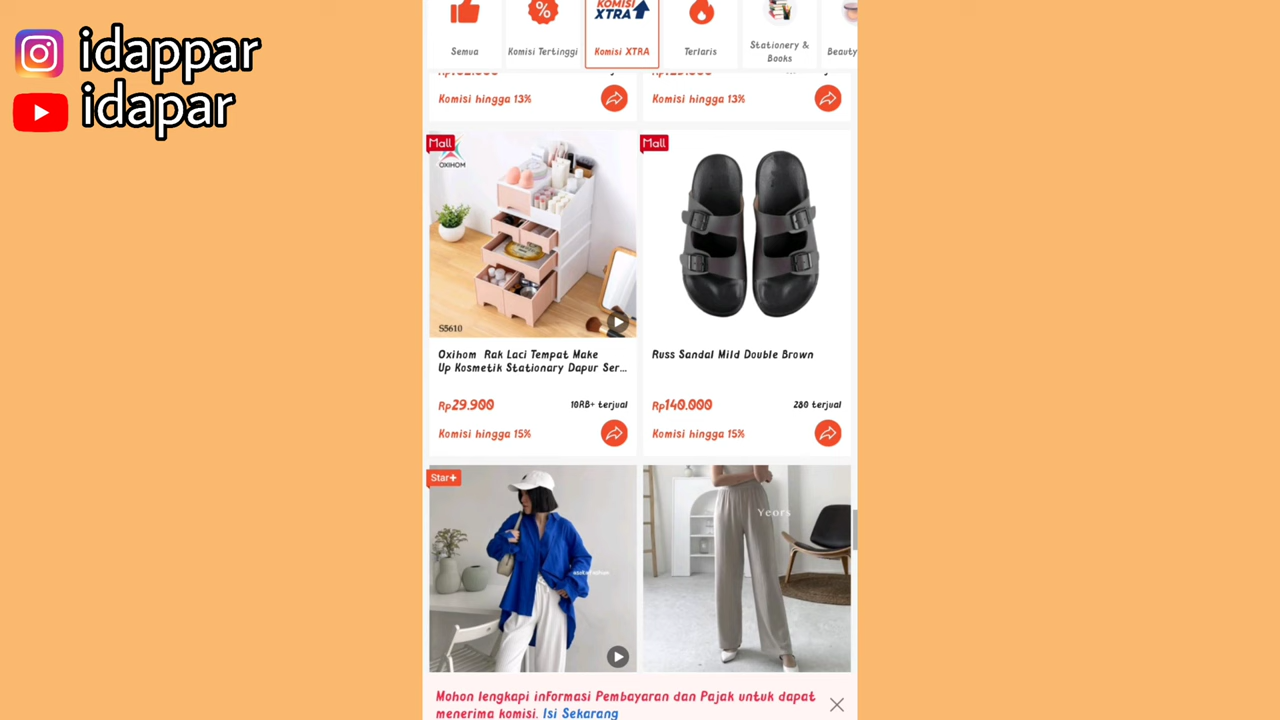 idappar
idapar
KOMISI
XTRA
Semua
Komisi Tertinggi
Komisi XTRA
Terlaris
Stationery &
Books
Beauty
Komisi hingga 13%
Komisi hingga 13%
Mall
OXIHOM
S5610
Mall
Oxihom Rak Laci Tempat Make
Up Kosmetik Stationary Dapur Ser...
Rp29.900
10RB+ terjual
Komisi hingga 15%
Russ Sandal Mild Double Brown
Rp140.000
280 terjual
Komisi hingga 15%
Star+
Yeors
Mohon lengkapi informasi Pembayaran dan Pajak untuk dapat
menerima komisi. Isi Sekarang